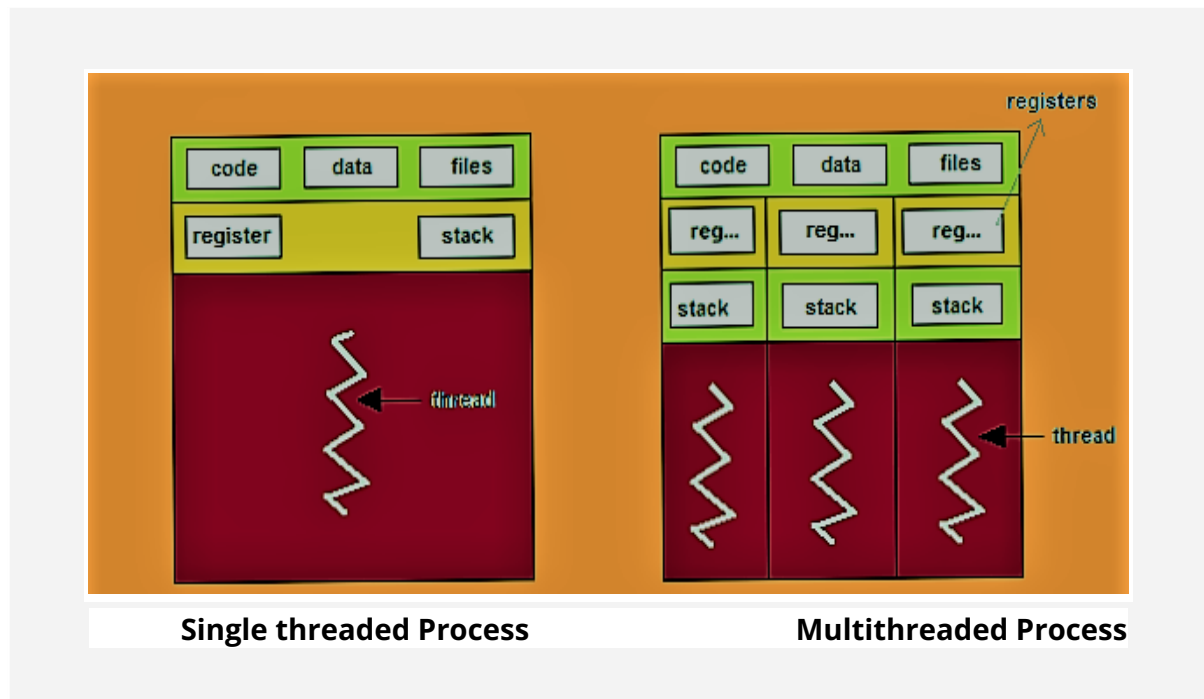 registers
code data files
register stack
thread
code data files
reg... reg... reg...
stack stack stack
thread
Single threaded Process
Multithreaded Process